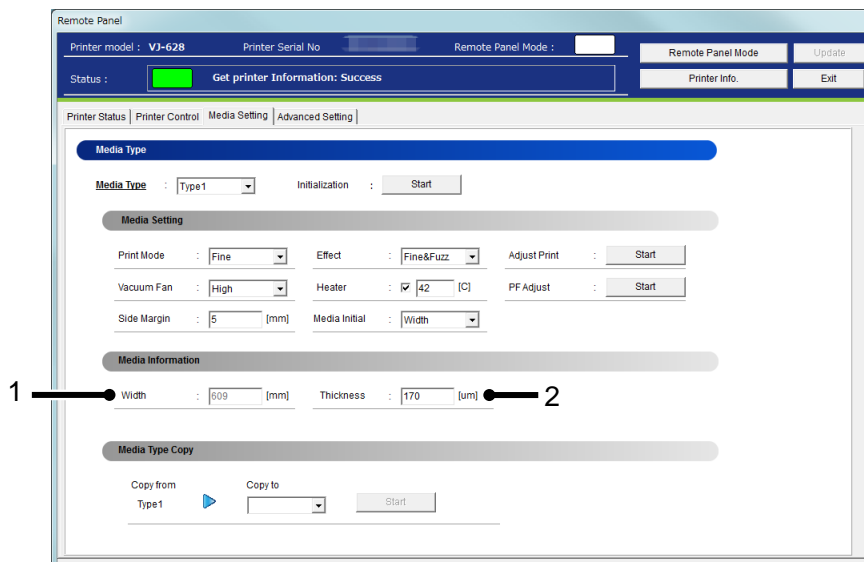 Remote Panel
Printer model : VJ-628 Printer Serial No Remote Panel Mode : Remote Panel Mode Update
Status : Get printer Information: Success Printer Info. Exit
Printer Status Printer Control Media Setting Advanced Setting
Media Type
Media Type : Type1 Initialization : Start
Media Setting
Print Mode : Fine Effect : Fine&Fuzz Adjust Print : Start
Vacuum Fan : High Heater : 42 [C] PF Adjust : Start
Side Margin : 5 [mm] Media Initial : Width
Media Information
1 Width : 609 [mm] Thickness : 170 [um] 2
Media Type Copy
Copy from Copy to
Type1 Start